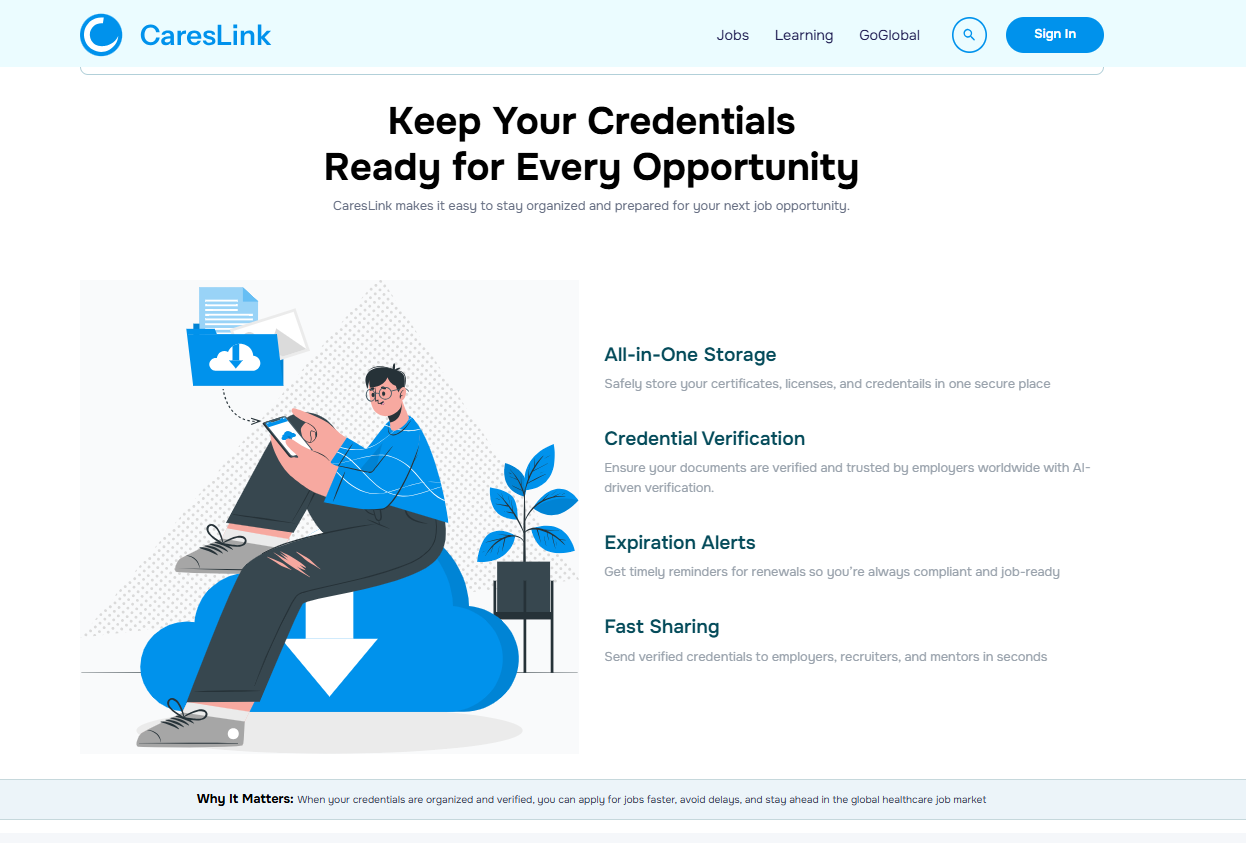 CaresLink
Jobs Learning GoGlobal Sign In
Keep Your Credentials
Ready for Every Opportunity
CaresLink makes it easy to stay organized and prepared for your next job opportunity.
All-in-One Storage
Safely store your certificates, licenses, and credentails in one secure place
Credential Verification
Ensure your documents are verified and trusted by employers worldwide with AI-
driven verification.
Expiration Alerts
Get timely reminders for renewals so you're always compliant and job-ready
Fast Sharing
Send verified credentials to employers, recruiters, and mentors in seconds
Why It Matters: When your credentials are organized and verified, you can apply for jobs faster, avoid delays, and stay ahead in the global healthcare job market